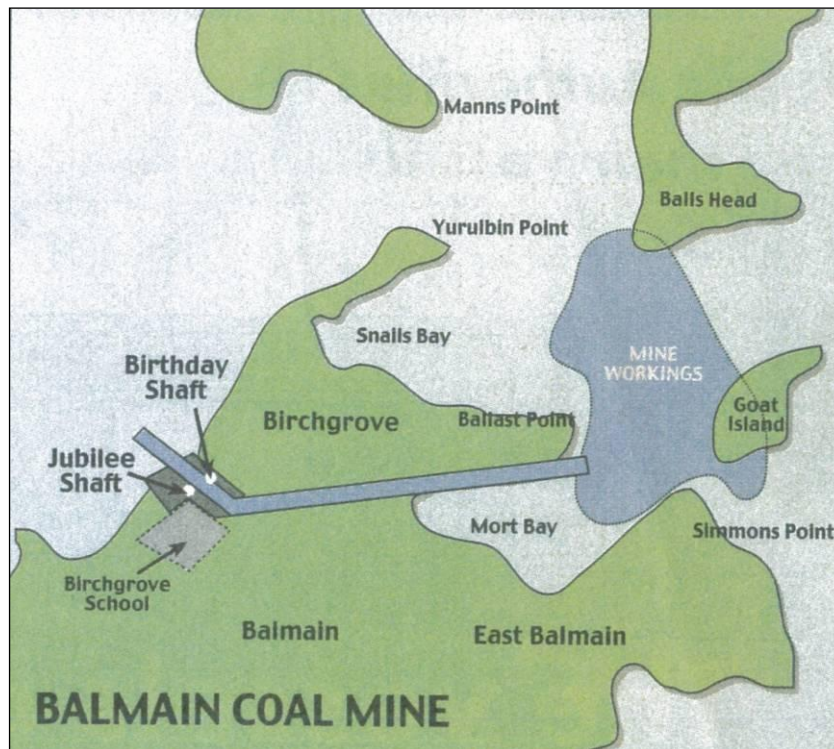 Manns Point
Balls Head
Yurulbin Point
Snails Bay
MINE
WORKINGS
Birthday
Shaft
Birchgrove
Ballast Point
Goat
Island
Jubilee
Shaft
Mort Bay
Simmons Point
Birchgrove
School
Balmain
East Balmain
BALMAIN COAL MINE